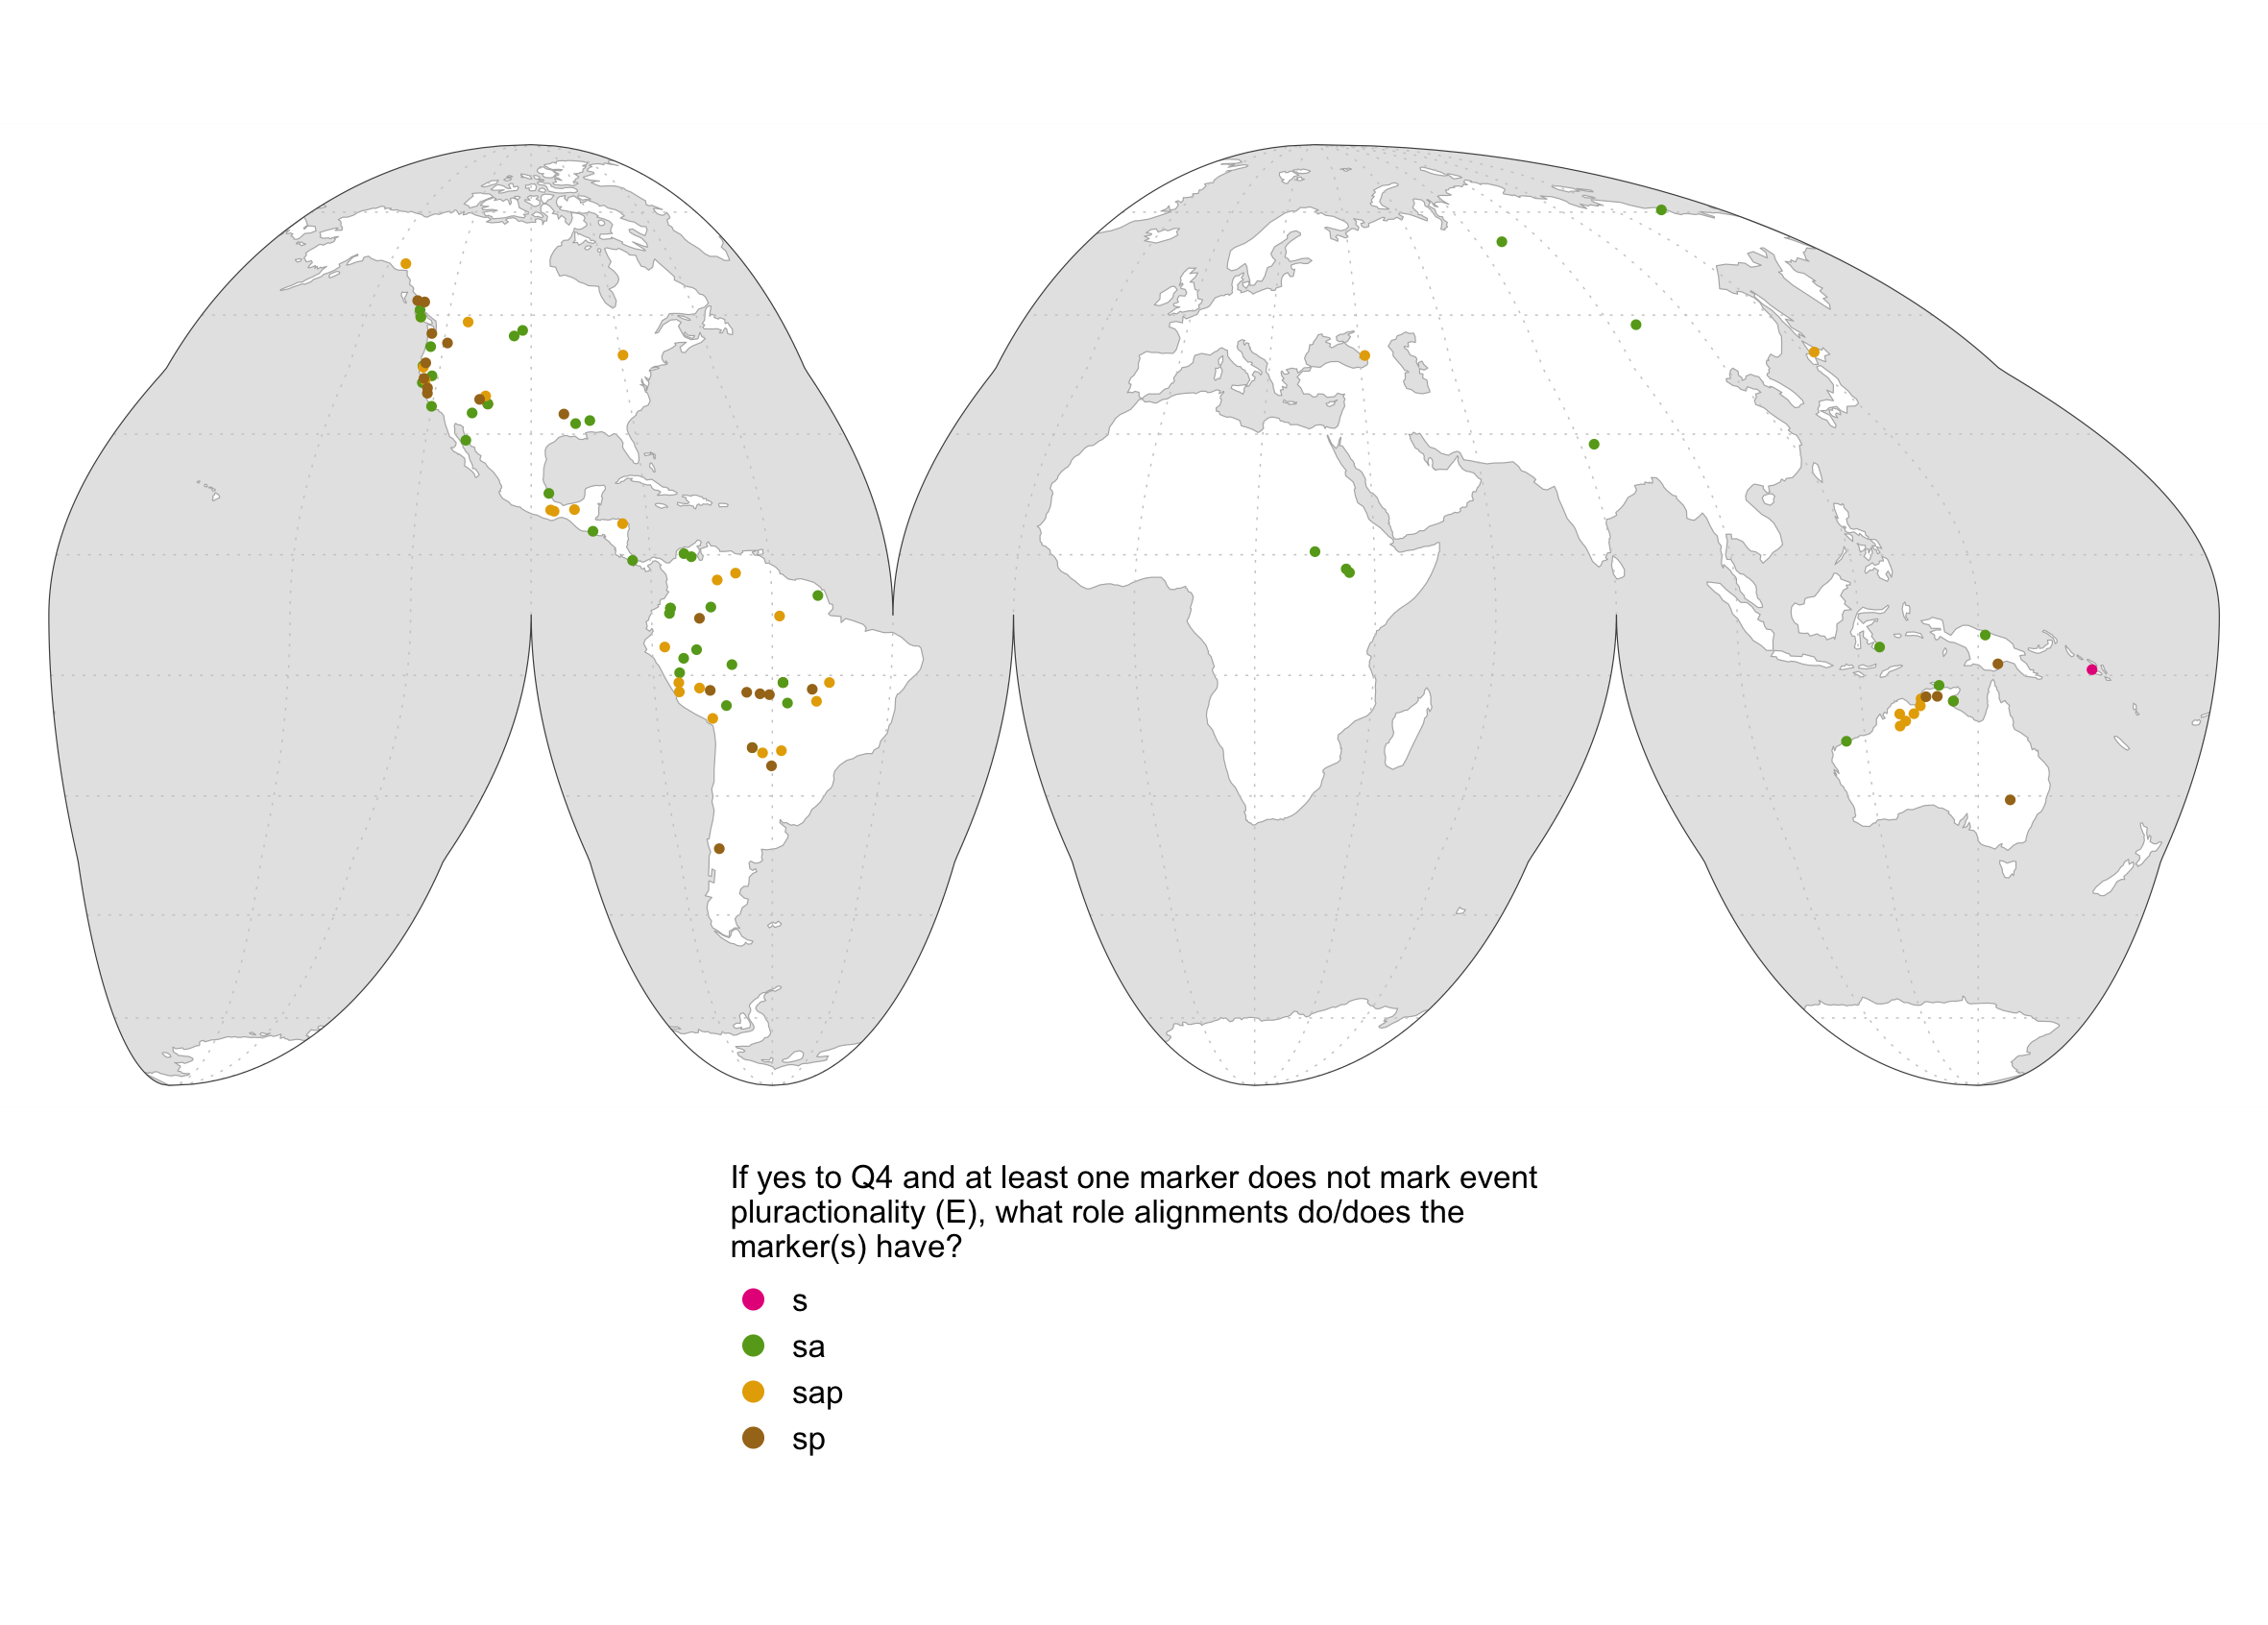 If yes to Q4 and at least one marker does not mark event
pluractionality (E), what role alignments do/does the
marker(s) have?
s
sa
sap
sp